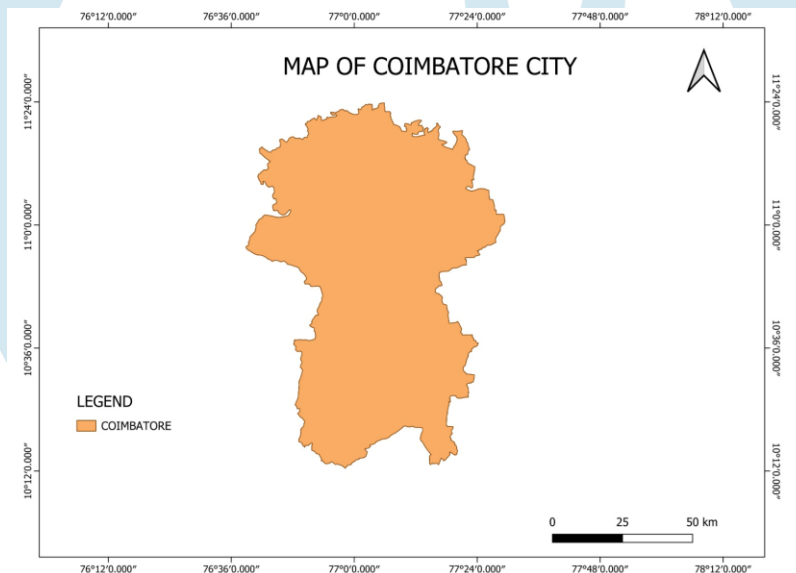 76°12'0.000" 76°36'0.000" 77°0'0.000" 77°24'0.000" 77°48'0.000" 78°12'0.000"
MAP OF COIMBATORE CITY
11°24'0.000" 11°24'0.000"
11°0'0.000" 11°0'0.000"
10°36'0.000" 10°36'0.000"
LEGEND
COIMBATORE
10°12'0.000" 10°12'0.000"
0 25 50 km
76°12'0.000" 76°36'0.000" 77°0'0.000" 77°24'0.000" 77°48'0.000" 78°12'0.000"